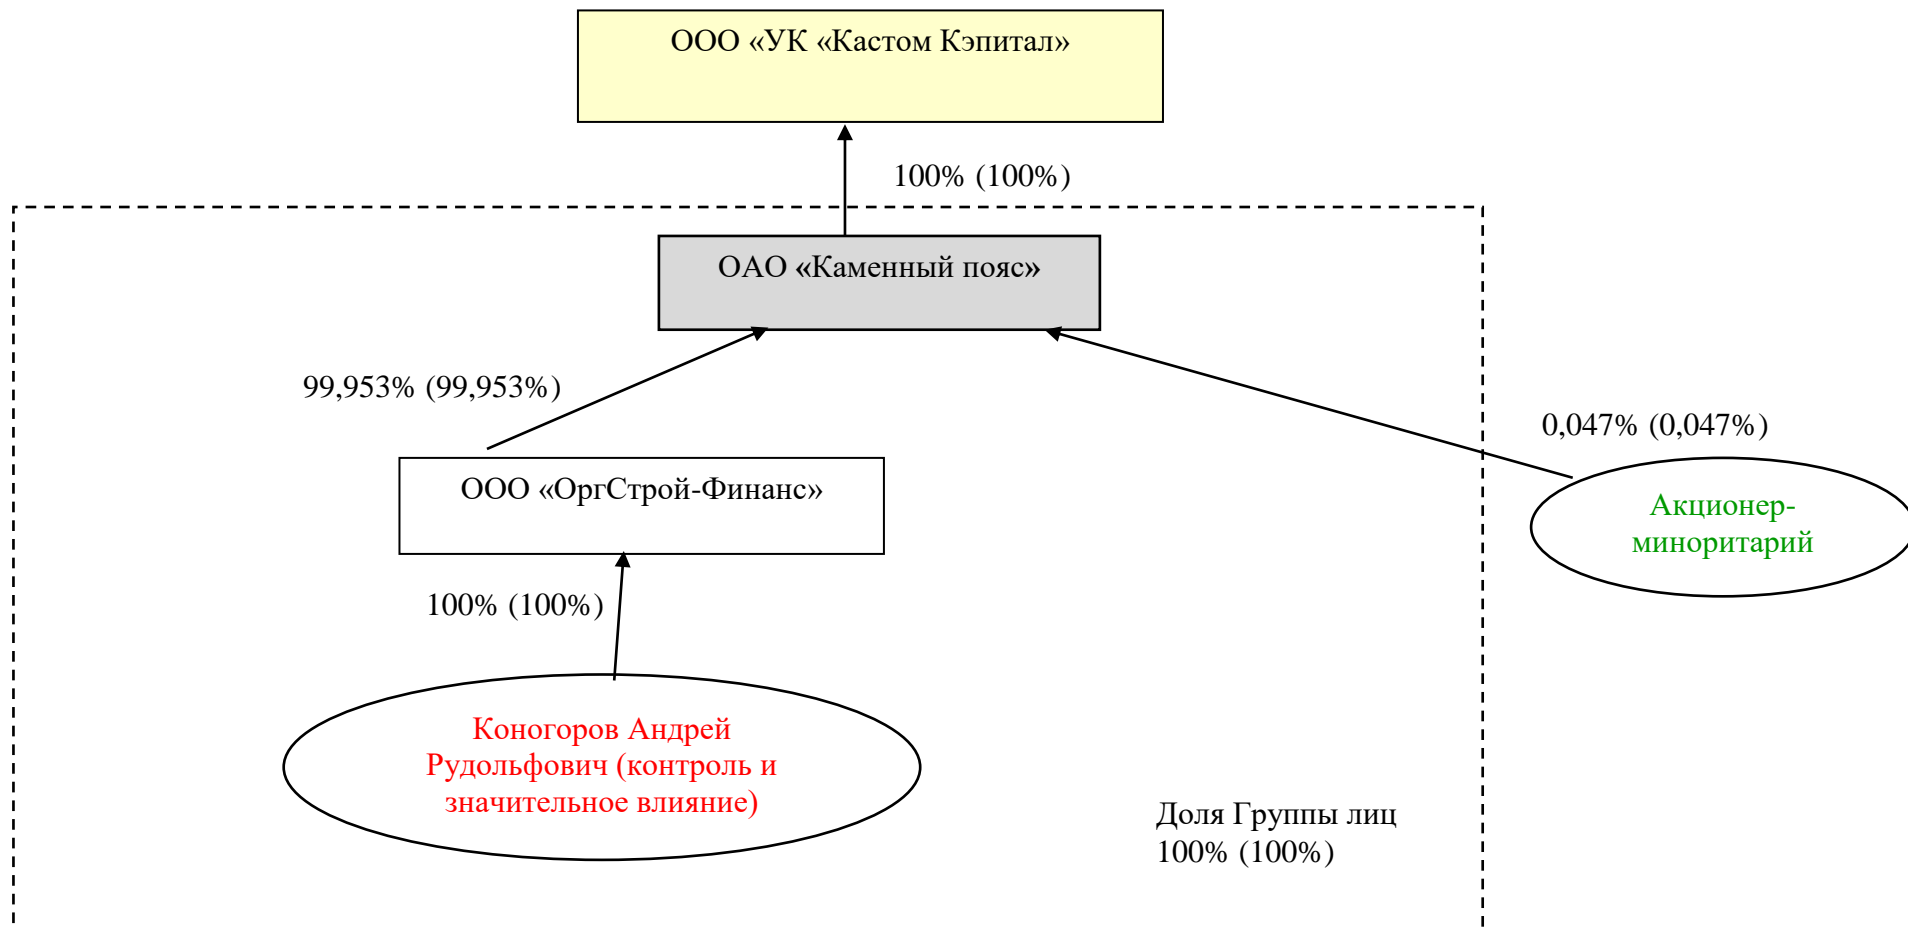 ООО «УК «Кастом Кэпитал»
100% (100%)
ОАО «Каменный пояс»
99,953% (99,953%)
0,047% (0,047%)
ООО «ОргСтрой-Финанс»
Акционер-
миноритарий
100% (100%)
Коногоров Андрей
Рудольфович (контроль и
значительное влияние)
Доля Группы лиц
100% (100%)